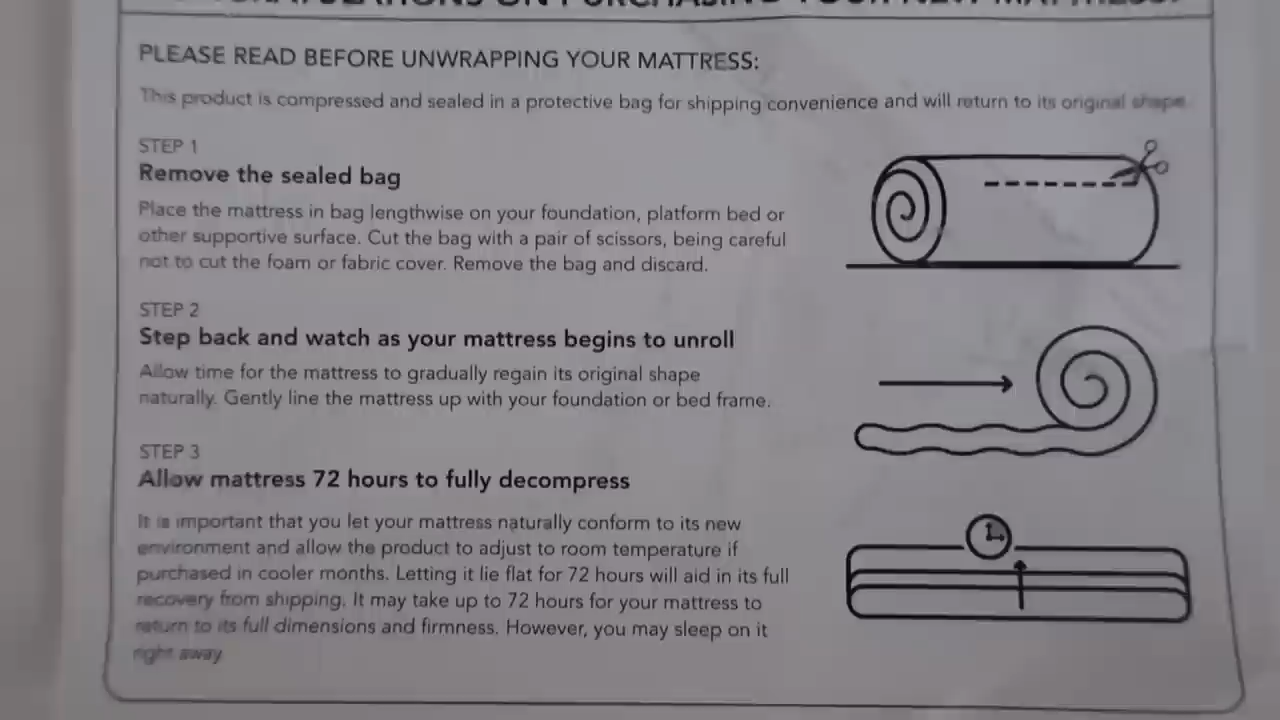 CONGRATULATIONS ON PURCHASING YOUR NEW MATTRESS!
PLEASE READ BEFORE UNWRAPPING YOUR MATTRESS:
This product is compressed and sealed in a protective bag for shipping convenience and will return to its original shape.
STEP 1
Remove the sealed bag
Place the mattress in bag lengthwise on your foundation, platform bed or
other supportive surface. Cut the bag with a pair of scissors, being careful
not to cut the foam or fabric cover. Remove the bag and discard.
STEP 2
Step back and watch as your mattress begins to unroll
Allow time for the mattress to gradually regain its original shape
naturally. Gently line the mattress up with your foundation or bed frame.
STEP 3
Allow mattress 72 hours to fully decompress
It is important that you let your mattress naturally conform to its new
environment and allow the product to adjust to room temperature if
purchased in cooler months. Letting it lie flat for 72 hours will aid in its full
recovery from shipping. It may take up to 72 hours for your mattress to
return to its full dimensions and firmness. However, you may sleep on it
right away